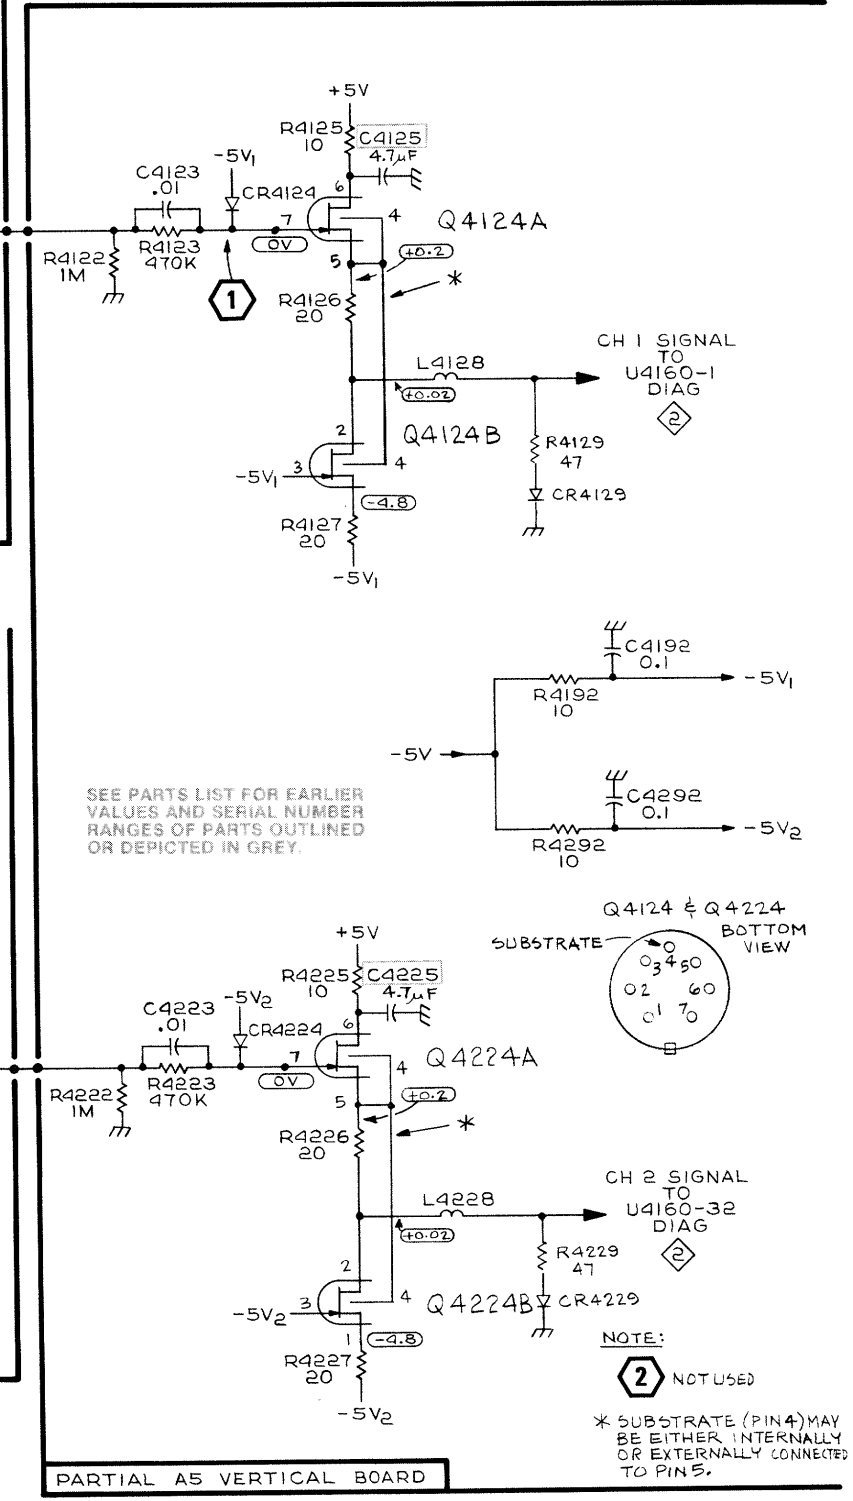 +5V
R4125
10
C4125
4.7µF
-5V1
C4123
.01
CR4124
6
7
4
Q4124A
0V
R4122
1M
R4123
470K
5
+0.2
*
1
R4126
20
CH 1 SIGNAL
TO
U4160-1
DIAG
2
L4128
+0.02
2
Q4124B
R4129
47
-5V1
3
4
CR4129
-4.8
R4127
20
-5V1
C4192
0.1
-5V1
R4192
10
-5V
SEE PARTS LIST FOR EARLIER
VALUES AND SERIAL NUMBER
RANGES OF PARTS OUTLINED
OR DEPICTED IN GREY.
C4292
0.1
-5V2
R4292
10
Q4124 & Q4224
BOTTOM
VIEW
SUBSTRATE
3 4 5
2 6
1 7
+5V
R4225
10
C4225
4.7µF
-5V2
C4223
.01
CR4224
6
7
4
Q4224A
0V
R4222
1M
R4223
470K
5
+0.2
*
R4226
20
CH 2 SIGNAL
TO
U4160-32
DIAG
2
L4228
+0.02
2
R4229
47
-5V2
3
4
Q4224B
CR4229
1
-4.8
R4227
20
-5V2
NOTE:
2 NOT USED
* SUBSTRATE (PIN 4) MAY
BE EITHER INTERNALLY
OR EXTERNALLY CONNECTED
TO PIN 5.
PARTIAL A5 VERTICAL BOARD